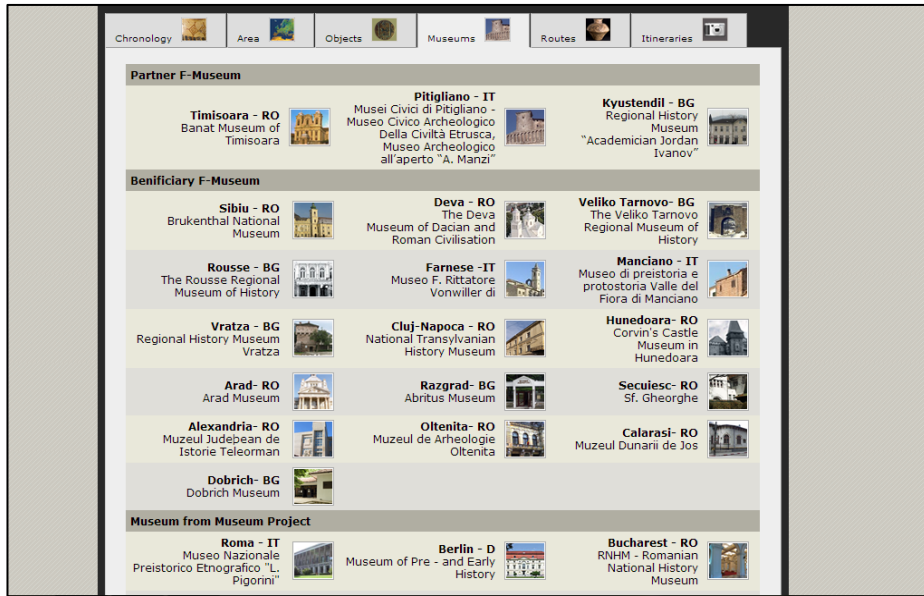 Chronology Area Objects Museums Routes Itineraries
Partner F-Museum
Timisoara - RO
Banat Museum of
Timisoara
Pitigliano - IT
Musei Civici di Pitigliano -
Museo Civico Archeologico
Della Civiltà Etrusca,
Museo Archeologico
all'aperto "A. Manzi"
Kyustendil - BG
Regional History
Museum
"Academician Jordan
Ivanov"
Benificiary F-Museum
Sibiu - RO
Brukenthal National
Museum
Deva - RO
The Deva
Museum of Dacian and
Roman Civilisation
Veliko Tarnovo- BG
The Veliko Tarnovo
Regional Museum of
History
Rousse - BG
The Rousse Regional
Museum of History
Farnese -IT
Museo F. Rittatore
Vonwiller di
Manciano - IT
Museo di preistoria e
protostoria Valle del
Fiora di Manciano
Vratza - BG
Regional History Museum
Vratza
Cluj-Napoca - RO
National Transylvanian
History Museum
Hunedoara- RO
Corvin's Castle
Museum in
Hunedoara
Arad- RO
Arad Museum
Razgrad- BG
Abritus Museum
Secuiesc- RO
Sf. Gheorghe
Alexandria- RO
Muzeul Judeþean de
Istorie Teleorman
Oltenita- RO
Muzeul de Arheologie
Oltenita
Calarasi- RO
Muzeul Dunarii de Jos
Dobrich- BG
Dobrich Museum
Museum from Museum Project
Roma - IT
Museo Nazionale
Preistorico Etnografico "L.
Pigorini"
Berlin - D
Museum of Pre - and Early
History
Bucharest - RO
RNHM - Romanian
National History
Museum